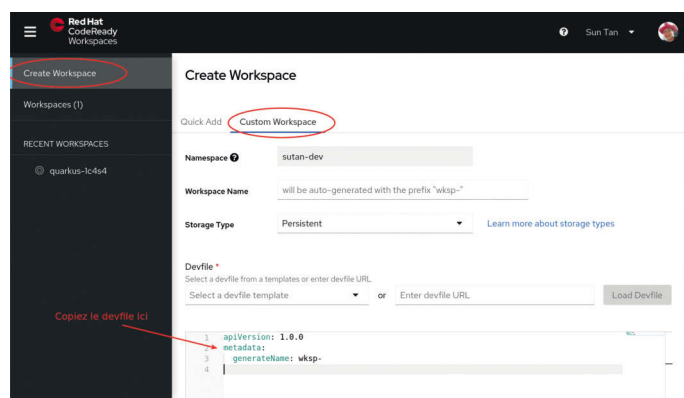 Red Hat
CodeReady
Workspaces
Sun Tan
Create Workspace
Workspaces (1)
RECENT WORKSPACES
quarkus-1c4s4
Create Workspace
Quick Add Custom Workspace
Namespace ?
sutan-dev
Workspace Name
will be auto-generated with the prefix "wksp-"
Storage Type
Persistent
Learn more about storage types
Devfile *
Select a devfile from a templates or enter devfile URL
Select a devfile template or Enter devfile URL Load Devfile
Copiez le devfile ici
1 apiVersion: 1.0.0
2 metadata:
3 generateName: wksp-
4